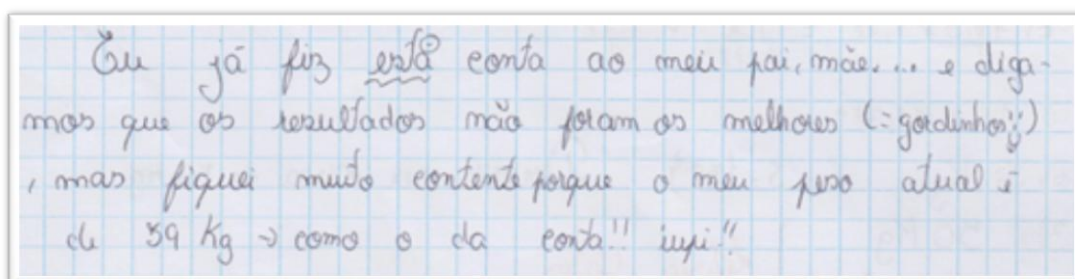 Eu já fiz esta conta ao meu pai, mãe.... e diga-
mos que os resultados não foram os melhores (=gordinhos!!)
, mas fiquei muito contente porque o meu peso atual é
de 59 Kg → como o da conta!! iupi!!